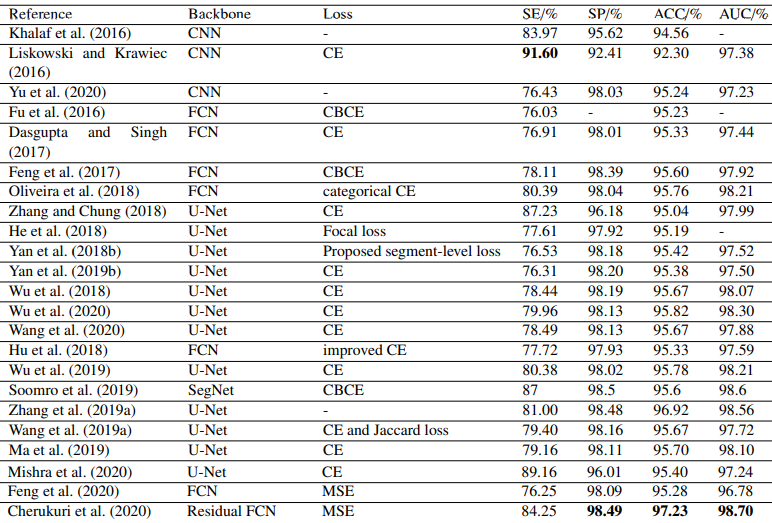 Reference Backbone Loss SE/% SP/% ACC/% AUC/%
Khalaf et al. (2016) CNN - 83.97 95.62 94.56 -
Liskowski and Krawiec CNN CE 91.60 92.41 92.30 97.38
(2016)
Yu et al. (2020) CNN - 76.43 98.03 95.24 97.23
Fu et al. (2016) FCN CBCE 76.03 - 95.23 -
Dasgupta and Singh FCN CE 76.91 98.01 95.33 97.44
(2017)
Feng et al. (2017) FCN CBCE 78.11 98.39 95.60 97.92
Oliveira et al. (2018) FCN categorical CE 80.39 98.04 95.76 98.21
Zhang and Chung (2018) U-Net CE 87.23 96.18 95.04 97.99
He et al. (2018) U-Net Focal loss 77.61 97.92 95.19 -
Yan et al. (2018b) U-Net Proposed segment-level loss 76.53 98.18 95.42 97.52
Yan et al. (2019b) U-Net CE 76.31 98.20 95.38 97.50
Wu et al. (2018) U-Net CE 78.44 98.19 95.67 98.07
Wu et al. (2020) U-Net CE 79.96 98.13 95.82 98.30
Wang et al. (2020) U-Net CE 78.49 98.13 95.67 97.88
Hu et al. (2018) FCN improved CE 77.72 97.93 95.33 97.59
Wu et al. (2019) U-Net CE 80.38 98.02 95.78 98.21
Soomro et al. (2019) SegNet CBCE 87 98.5 95.6 98.6
Zhang et al. (2019a) U-Net - 81.00 98.48 96.92 98.56
Wang et al. (2019a) U-Net CE and Jaccard loss 79.40 98.16 95.67 97.72
Ma et al. (2019) U-Net CE 79.16 98.11 95.70 98.10
Mishra et al. (2020) U-Net CE 89.16 96.01 95.40 97.24
Feng et al. (2020) FCN MSE 76.25 98.09 95.28 96.78
Cherukuri et al. (2020) Residual FCN MSE 84.25 98.49 97.23 98.70